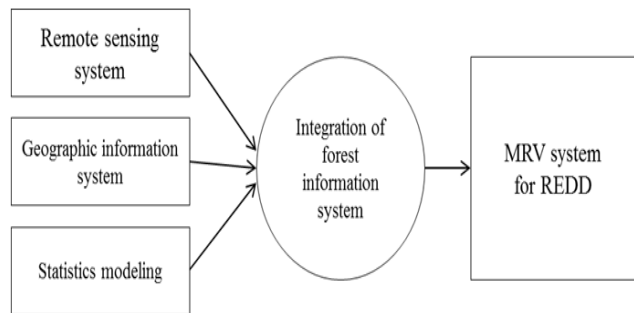 Remote sensing
system
Geographic information
system
Statistics modeling
Integration of
forest
information
system
MRV system
for REDD